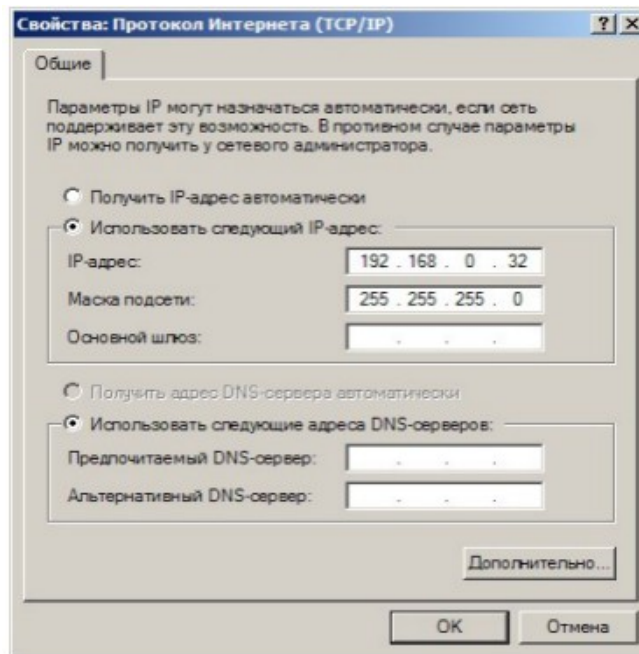 Свойства: Протокол Интернета (TCP/IP)
Общие
Параметры IP могут назначаться автоматически, если сеть
поддерживает эту возможность. В противном случае параметры
IP можно получить у сетевого администратора.
Получить IP-адрес автоматически
Использовать следующий IP-адрес:
IP-адрес: 192 . 168 . 0 . 32
Маска подсети: 255 . 255 . 255 . 0
Основной шлюз: . . .
Получить адрес DNS-сервера автоматически
Использовать следующие адреса DNS-серверов:
Предпочитаемый DNS-сервер: . . .
Альтернативный DNS-сервер: . . .
Дополнительно...
OK Отмена